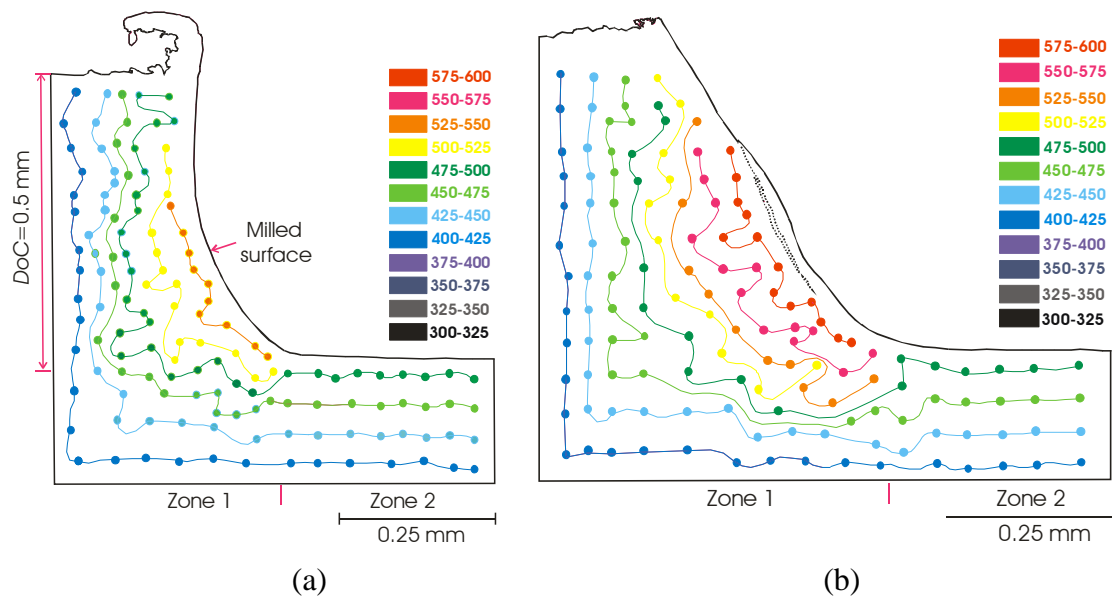 575-600
550-575
525-550
500-525
475-500
450-475
425-450
400-425
375-400
350-375
325-350
300-325
DoC=0.5 mm
Milled
surface
Zone 1
Zone 2
0.25 mm
(a)
575-600
550-575
525-550
500-525
475-500
450-475
425-450
400-425
375-400
350-375
325-350
300-325
Zone 1
Zone 2
0.25 mm
(b)